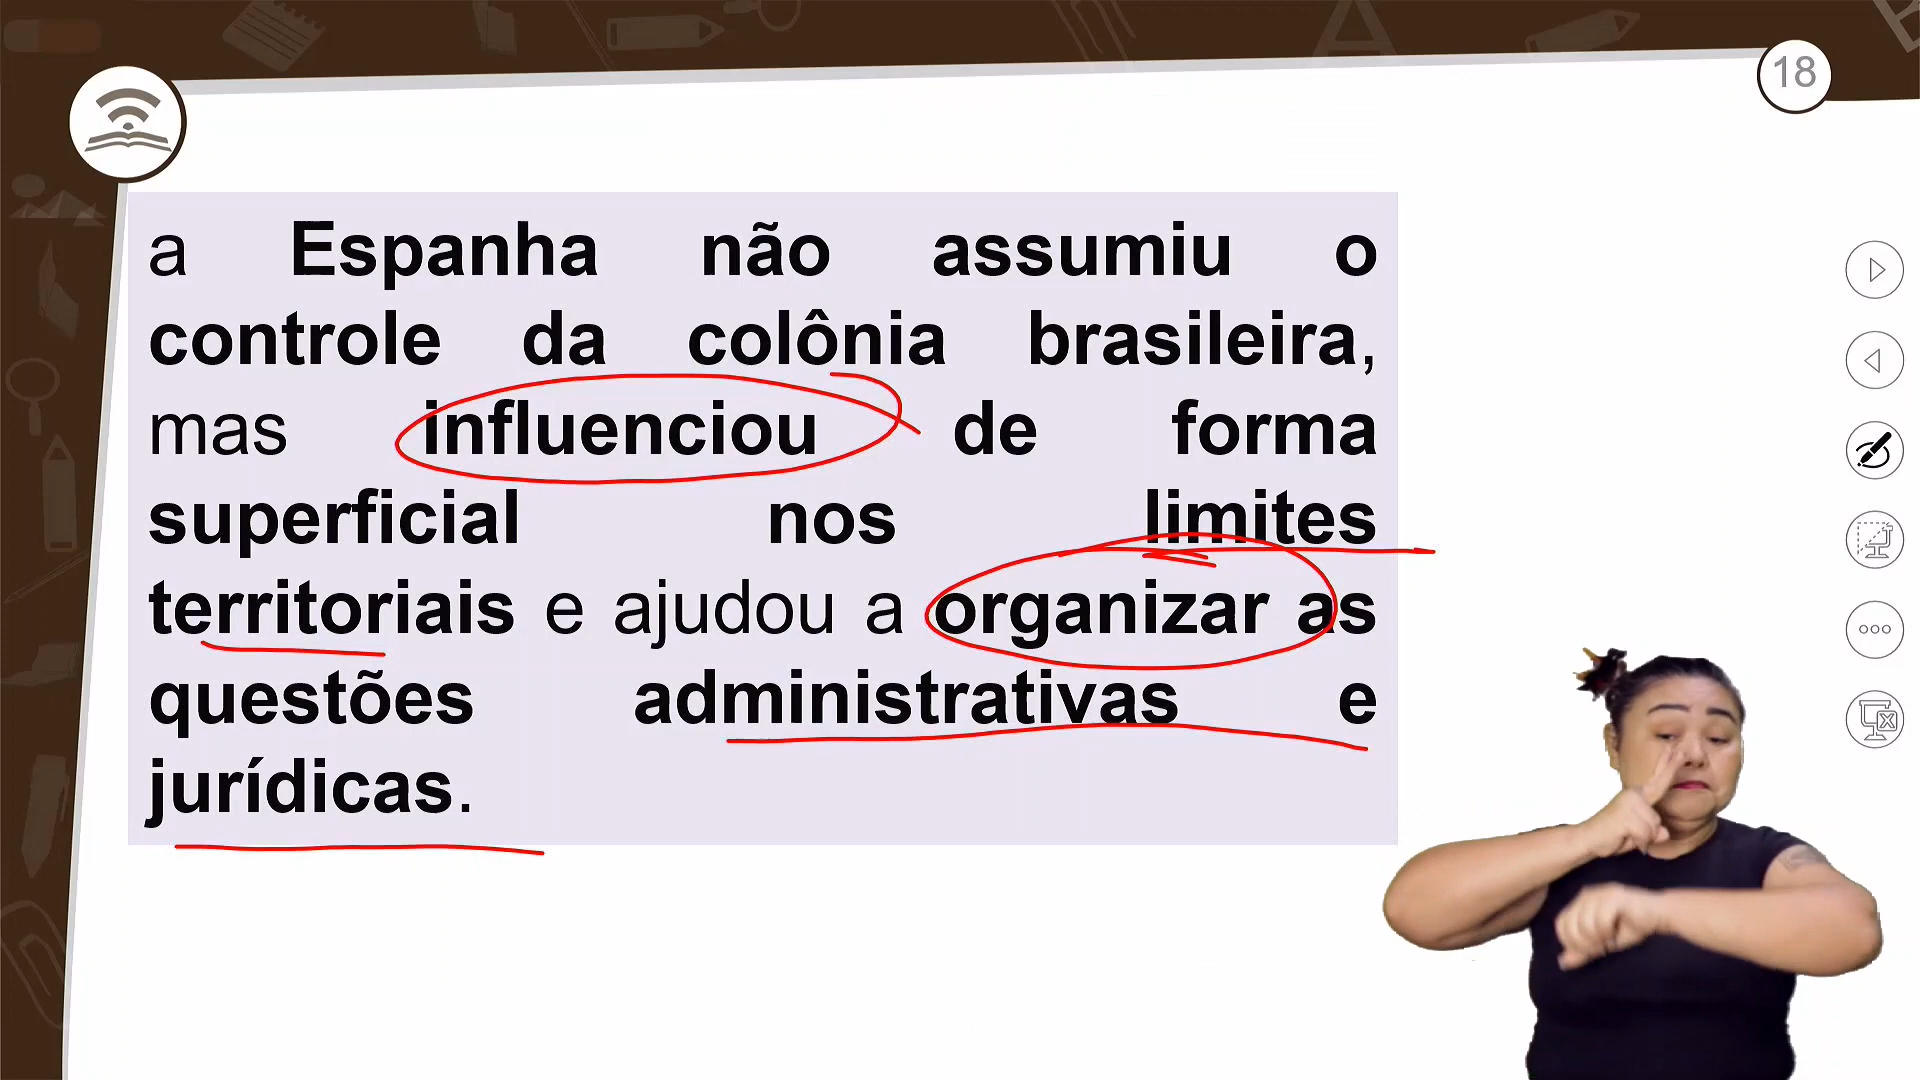 18
a Espanha não assumiu o
controle da colônia brasileira,
mas influenciou de forma
superficial nos limites
territoriais e ajudou a organizar as
questões administrativas e
jurídicas.